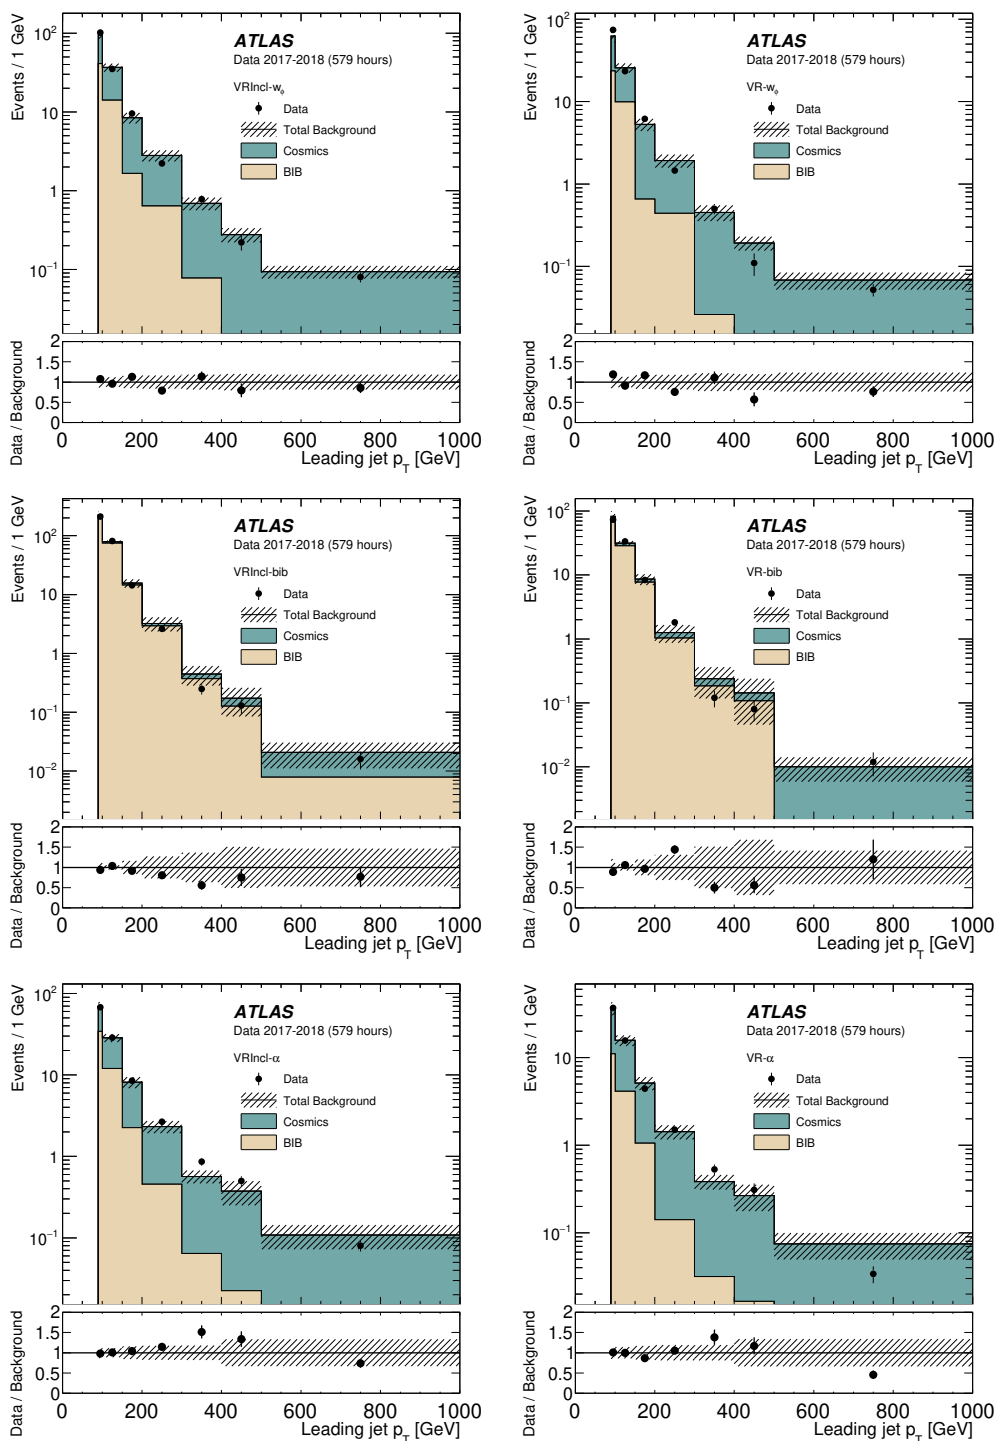 ATLAS
Data 2017-2018 (579 hours)
VRIncl-wϕ
Data
Total Background
Cosmics
BIB
Events / 1 GeV
10²
10
1
10⁻¹
Data / Background
2
1.5
1
0.5
0
0 200 400 600 800 1000
Leading jet pT [GeV]
ATLAS
Data 2017-2018 (579 hours)
VR-wϕ
Data
Total Background
Cosmics
BIB
Events / 1 GeV
10²
10
1
10⁻¹
Data / Background
2
1.5
1
0.5
0
0 200 400 600 800 1000
Leading jet pT [GeV]
ATLAS
Data 2017-2018 (579 hours)
VRIncl-bib
Data
Total Background
Cosmics
BIB
Events / 1 GeV
10²
10
1
10⁻¹
10⁻²
Data / Background
2
1.5
1
0.5
0
0 200 400 600 800 1000
Leading jet pT [GeV]
ATLAS
Data 2017-2018 (579 hours)
VR-bib
Data
Total Background
Cosmics
BIB
Events / 1 GeV
10²
10
1
10⁻¹
10⁻²
Data / Background
2
1.5
1
0.5
0
0 200 400 600 800 1000
Leading jet pT [GeV]
ATLAS
Data 2017-2018 (579 hours)
VRIncl-α
Data
Total Background
Cosmics
BIB
Events / 1 GeV
10²
10
1
10⁻¹
Data / Background
2
1.5
1
0.5
0
0 200 400 600 800 1000
Leading jet pT [GeV]
ATLAS
Data 2017-2018 (579 hours)
VR-α
Data
Total Background
Cosmics
BIB
Events / 1 GeV
10
1
10⁻¹
Data / Background
2
1.5
1
0.5
0
0 200 400 600 800 1000
Leading jet pT [GeV]